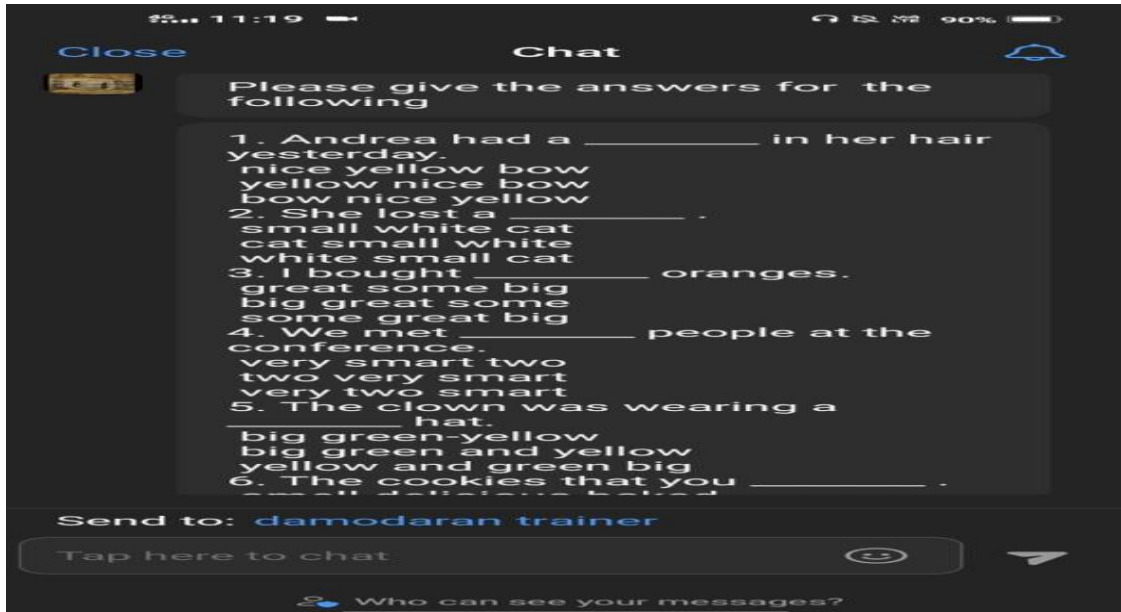 4G 11:19
90%
Close
Chat
Please give the answers for the
following
1. Andrea had a __________ in her hair
yesterday.
nice yellow bow
yellow nice bow
bow nice yellow
2. She lost a __________ .
small white cat
cat small white
white small cat
3. I bought __________ oranges.
great some big
big great some
some great big
4. We met __________ people at the
conference.
very smart two
two very smart
very two smart
5. The clown was wearing a
__________ hat.
big green-yellow
big green and yellow
yellow and green big
6. The cookies that you __________ .
small delicious baked
Send to: damodaran trainer
Tap here to chat
Who can see your messages?